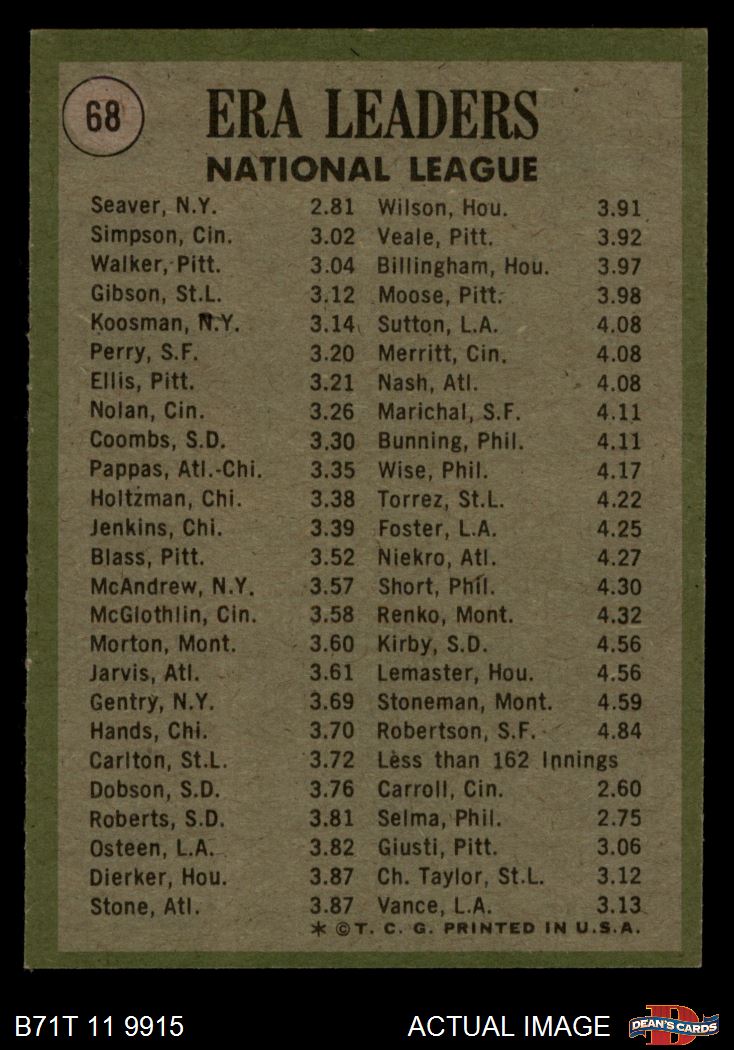 68
ERA LEADERS
NATIONAL LEAGUE
Seaver, N.Y. 2.81
Simpson, Cin. 3.02
Walker, Pitt. 3.04
Gibson, St.L. 3.12
Koosman, N.Y. 3.14
Perry, S.F. 3.20
Ellis, Pitt. 3.21
Nolan, Cin. 3.26
Coombs, S.D. 3.30
Pappas, Atl.-Chi. 3.35
Holtzman, Chi. 3.38
Jenkins, Chi. 3.39
Blass, Pitt. 3.52
McAndrew, N.Y. 3.57
McGlothlin, Cin. 3.58
Morton, Mont. 3.60
Jarvis, Atl. 3.61
Gentry, N.Y. 3.69
Hands, Chi. 3.70
Carlton, St.L. 3.72
Dobson, S.D. 3.76
Roberts, S.D. 3.81
Osteen, L.A. 3.82
Dierker, Hou. 3.87
Stone, Atl. 3.87
Wilson, Hou. 3.91
Veale, Pitt. 3.92
Billingham, Hou. 3.97
Moose, Pitt. 3.98
Sutton, L.A. 4.08
Merritt, Cin. 4.08
Nash, Atl. 4.08
Marichal, S.F. 4.11
Bunning, Phil. 4.11
Wise, Phil. 4.17
Torrez, St.L. 4.22
Foster, L.A. 4.25
Niekro, Atl. 4.27
Short, Phil. 4.30
Renko, Mont. 4.32
Kirby, S.D. 4.56
Lemaster, Hou. 4.56
Stoneman, Mont. 4.59
Robertson, S.F. 4.84
Less than 162 Innings
Carroll, Cin. 2.60
Selma, Phil. 2.75
Giusti, Pitt. 3.06
Ch. Taylor, St.L. 3.12
Vance, L.A. 3.13
* © T. C. G. PRINTED IN U.S.A.
B71T 11 9915
ACTUAL IMAGE
D
DEAN'S CARDS